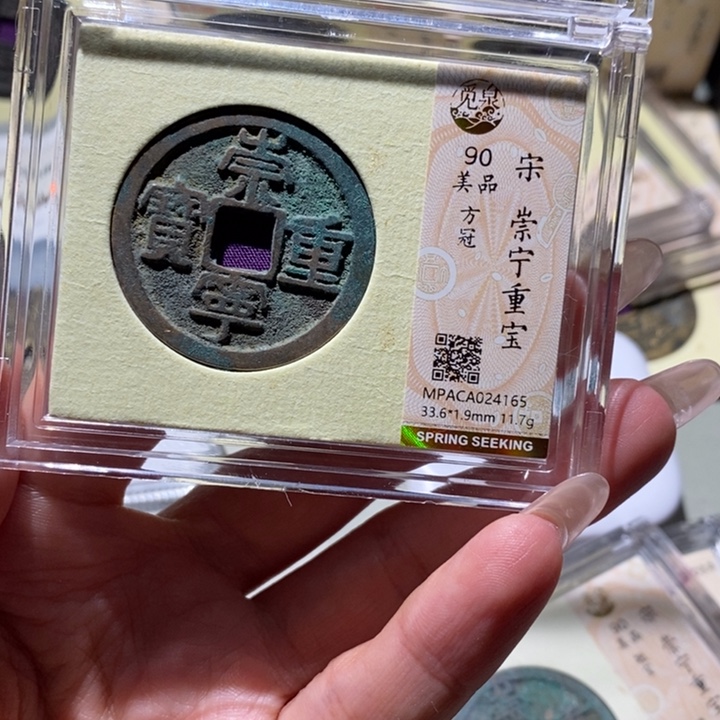 崇
重
寧
寶
觅泉
宋 崇宁重宝
90
美品
方冠
MPACA024165
33.6*1.9mm 11.7g
SPRING SEEKING